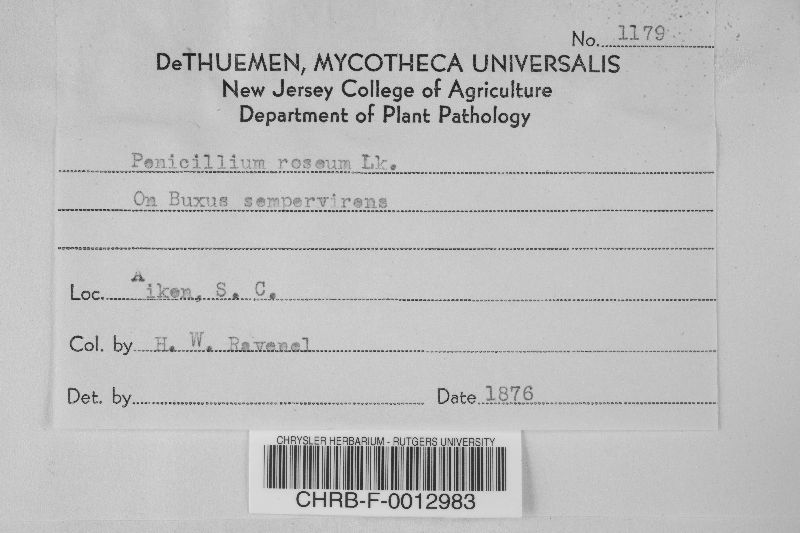 No. 1179
DeTHUEMEN, MYCOTHECA UNIVERSALIS
New Jersey College of Agriculture
Department of Plant Pathology
Penicillium roseum Lk.
On Buxus sempervirens
Loc. Aiken, S. C.
Col. by H. W. Ravenel
Det. by Date 1876
CHRYSLER HERBARIUM - RUTGERS UNIVERSITY
CHRB-F-0012983